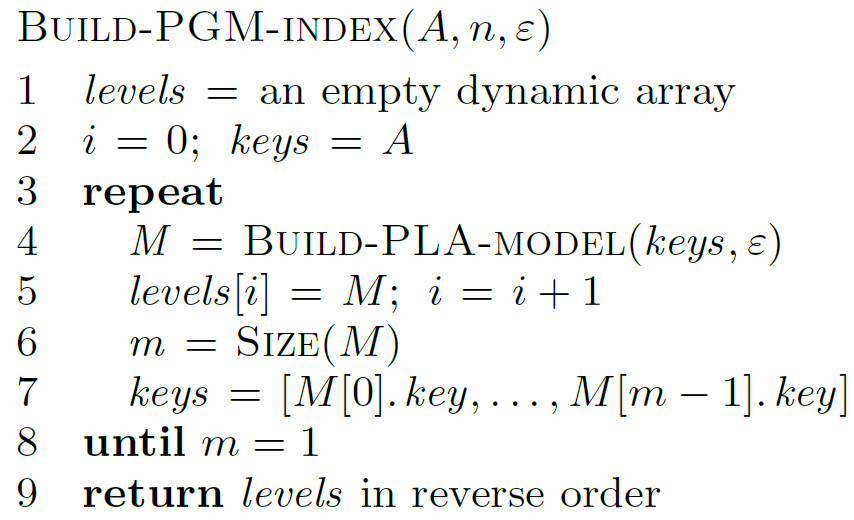 BUILD-PGM-INDEX(A, n, ε)
1 levels = an empty dynamic array
2 i = 0; keys = A
3 repeat
4 M = BUILD-PLA-MODEL(keys, ε)
5 levels[i] = M; i = i + 1
6 m = SIZE(M)
7 keys = [M[0].key, . . . , M[m − 1].key]
8 until m = 1
9 return levels in reverse order